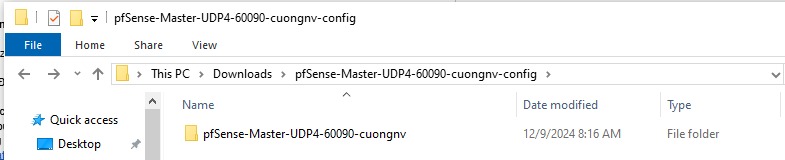 pfSense-Master-UDP4-60090-cuongnv-config
File Home Share View
This PC Downloads pfSense-Master-UDP4-60090-cuongnv-config
Name Date modified Type
Quick access
pfSense-Master-UDP4-60090-cuongnv 12/9/2024 8:16 AM File folder
Desktop